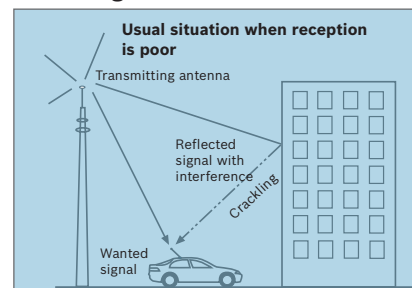 Usual situation when reception
is poor
Transmitting antenna
Reflected
signal with
interference
Crackling
Wanted
signal